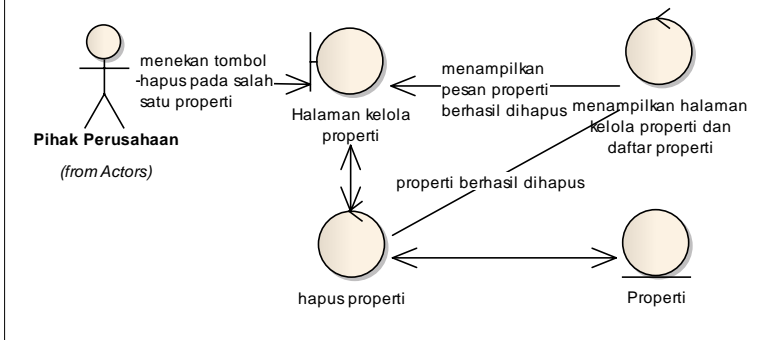 menekan tombol
-hapus pada salah
satu properti
Pihak Perusahaan
(from Actors)
Halaman kelola
properti
menampilkan
pesan properti
berhasil dihapus
menampilkan halaman
kelola properti dan
daftar properti
properti berhasil dihapus
hapus properti
Properti